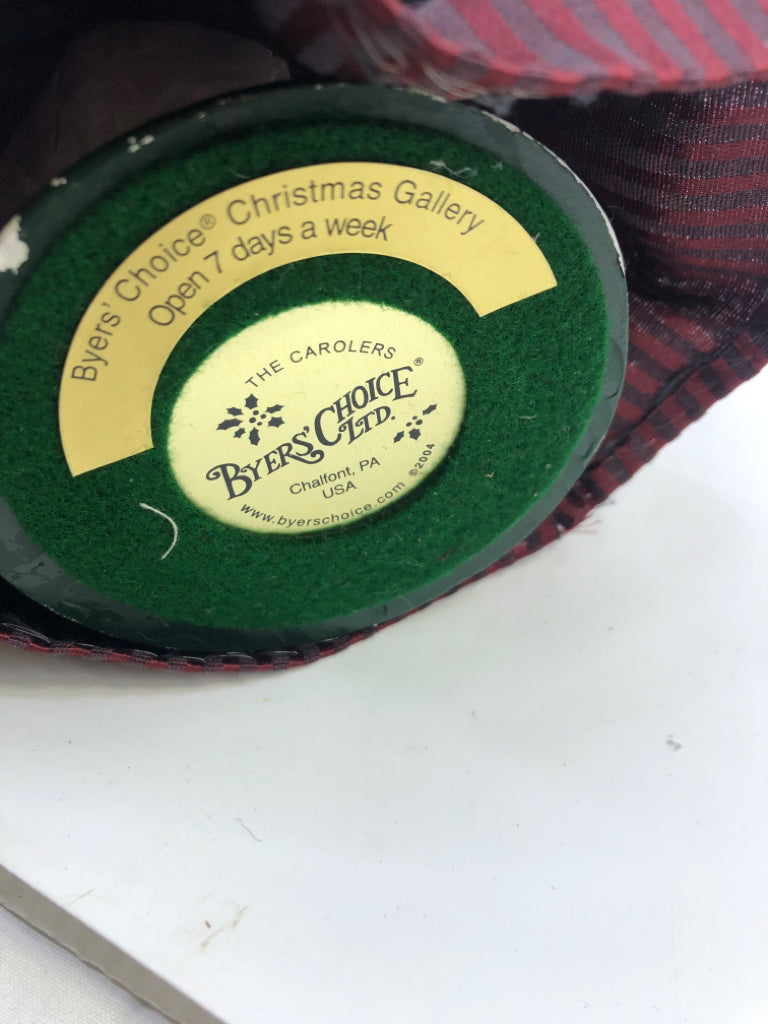 Byers' Choice® Christmas Gallery
Open 7 days a week
THE CAROLERS
BYERS' CHOICE LTD.®
Chalfont, PA
USA
www.byerschoice.com ©2004